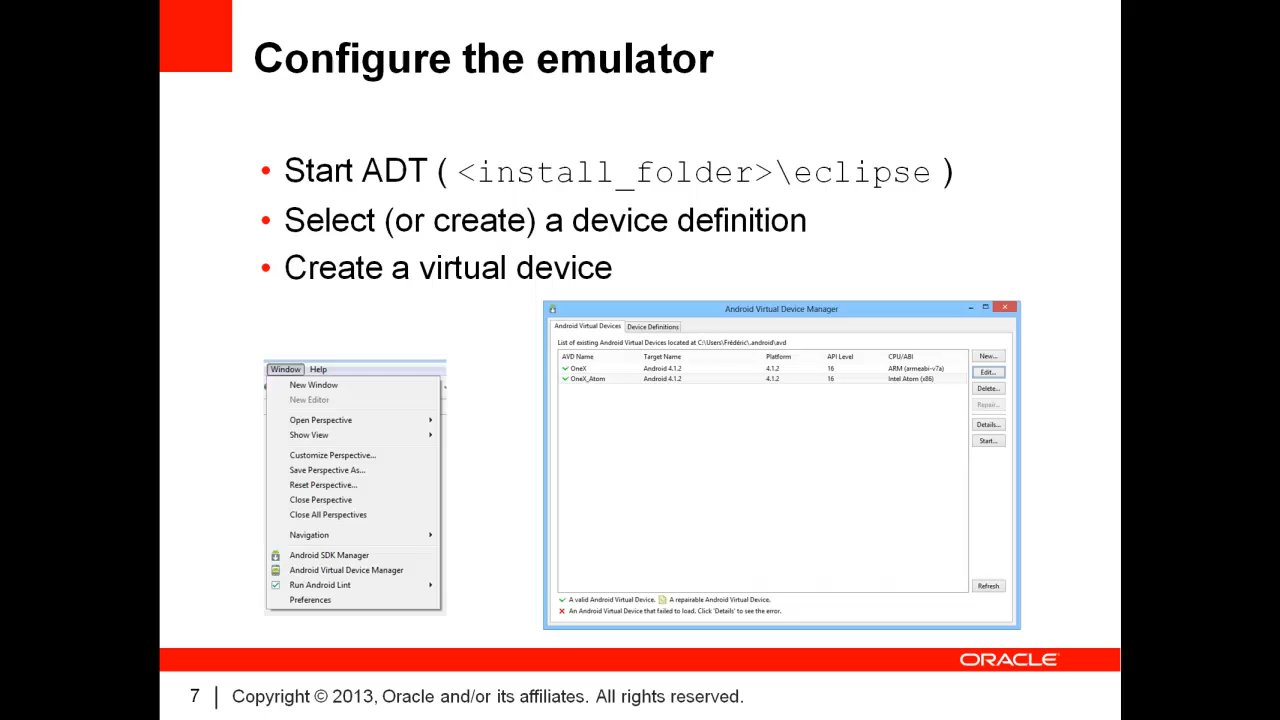 Configure the emulator
• Start ADT ( <install_folder>\eclipse )
• Select (or create) a device definition
• Create a virtual device
Window Help
New Window
New Editor
Open Perspective
Show View
Customize Perspective...
Save Perspective As...
Reset Perspective...
Close Perspective
Close All Perspectives
Navigation
Android SDK Manager
Android Virtual Device Manager
Run Android Lint
Preferences
Android Virtual Device Manager
Android Virtual Devices Device Definitions
List of existing Android Virtual Devices located at C:\Users\Frédéric\.android\avd
AVD Name Target Name Platform API Level CPU/ABI
OneX Android 4.1.2 4.1.2 16 ARM (armeabi-v7a)
OneX_Atom Android 4.1.2 4.1.2 16 Intel Atom (x86)
New...
Edit...
Delete...
Repair...
Details...
Start...
Refresh
A valid Android Virtual Device. A repairable Android Virtual Device.
An Android Virtual Device that failed to load. Click 'Details' to see the error.
ORACLE
7 Copyright © 2013, Oracle and/or its affiliates. All rights reserved.